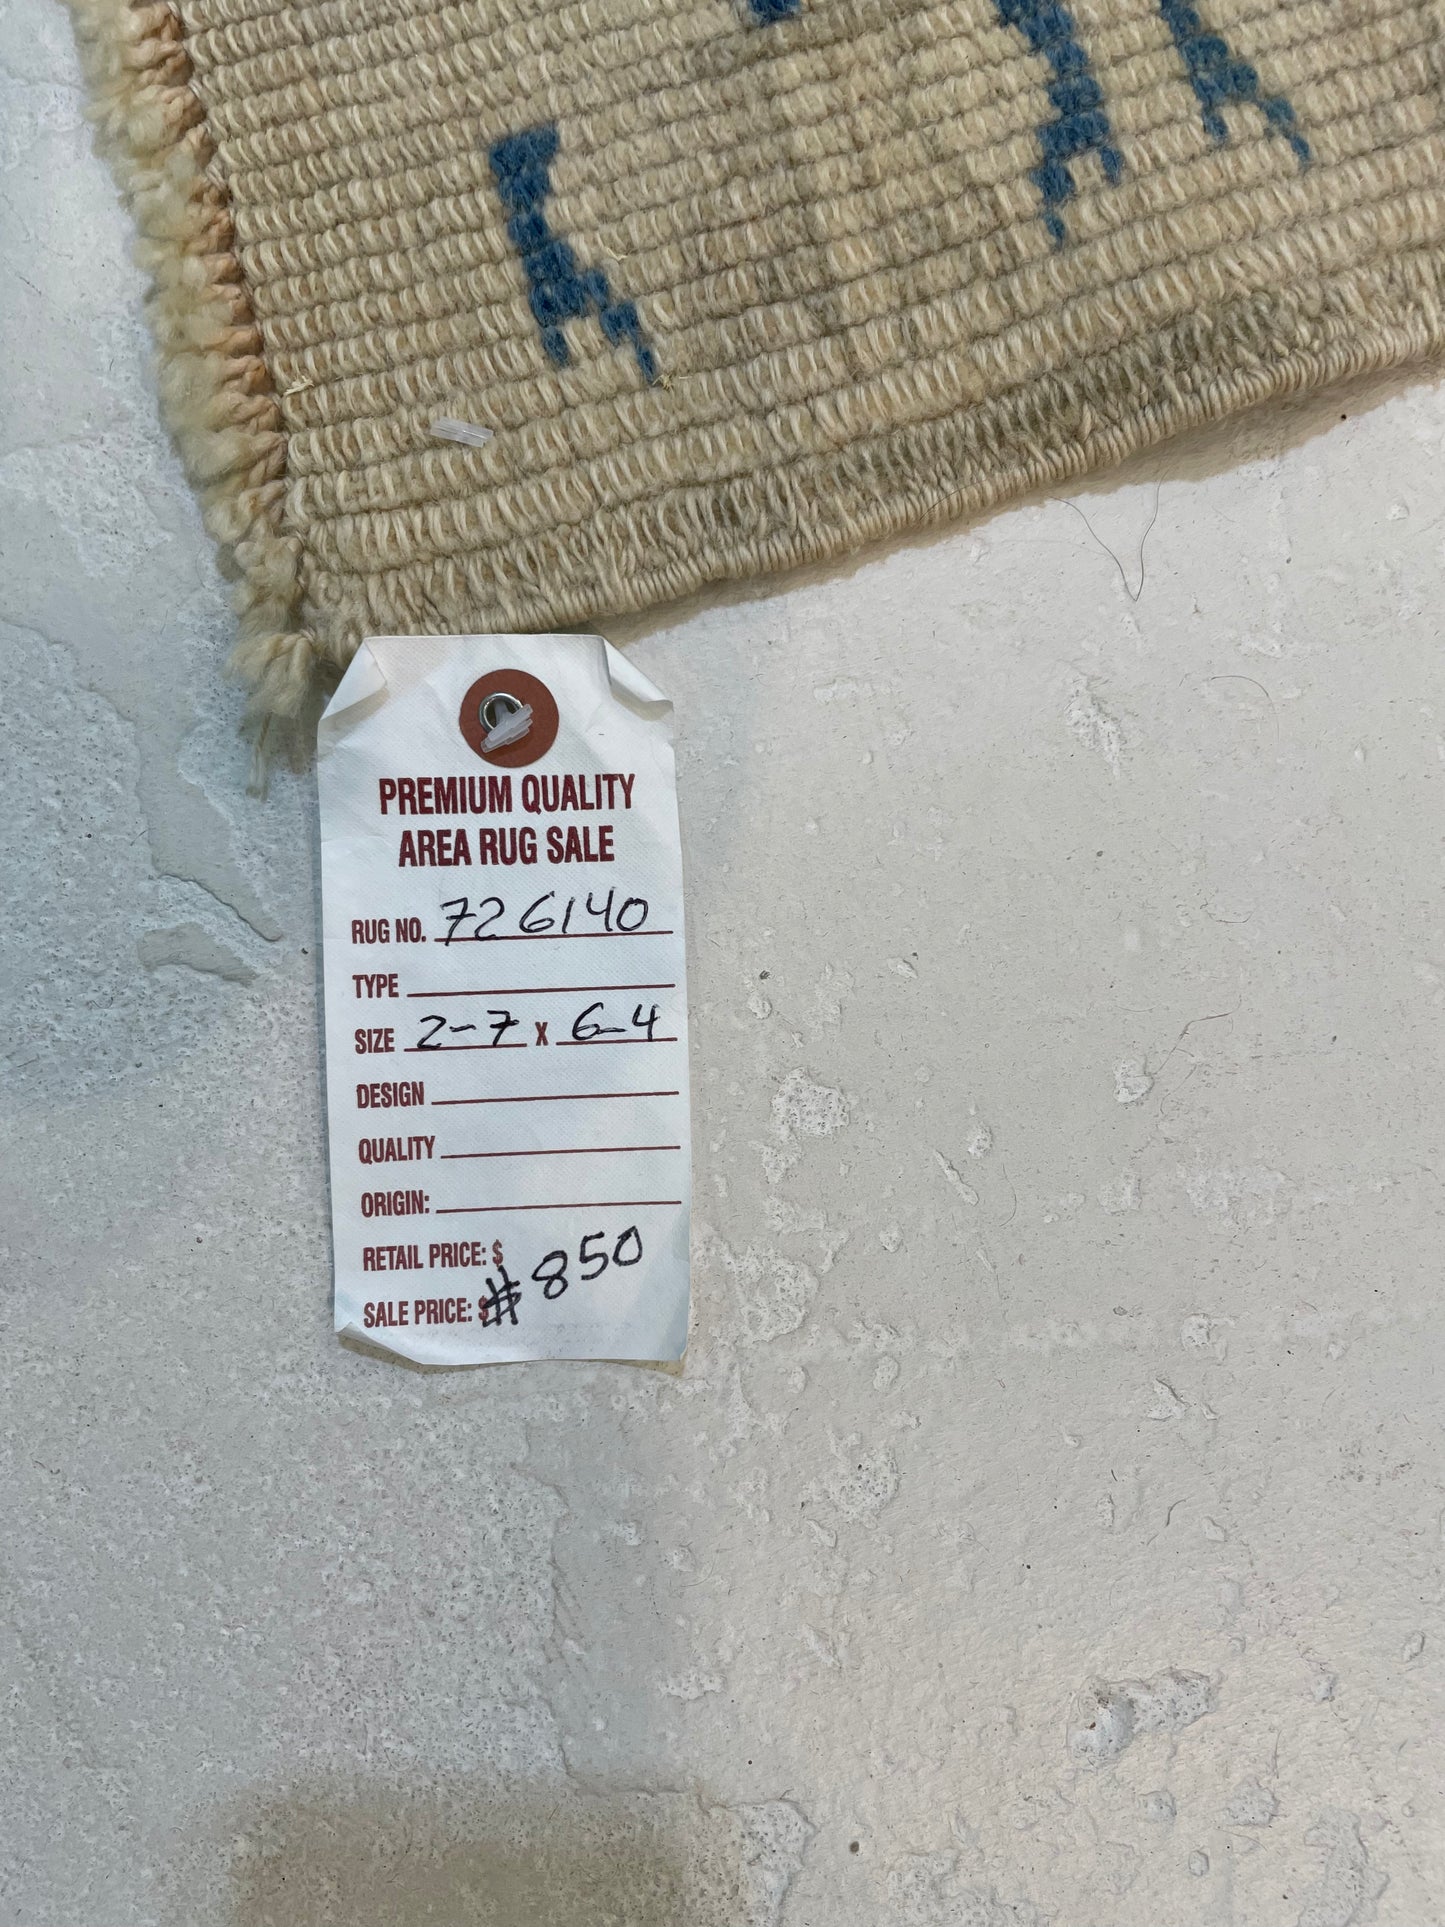 PREMIUM QUALITY
AREA RUG SALE
RUG NO. 726140
TYPE
SIZE 2-7 X 6-4
DESIGN
QUALITY
ORIGIN:
RETAIL PRICE: $
SALE PRICE: $ #850